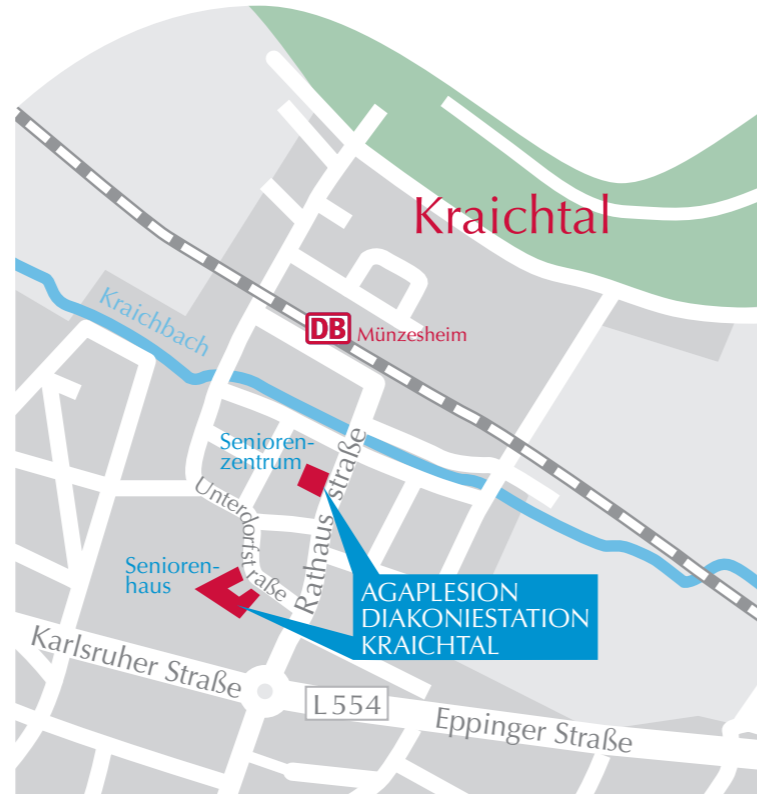 Kraichtal
Kraichbach
DB Münzesheim
Senioren-
zentrum
Rathausstraße
Unterdorfstraße
Senioren-
haus
AGAPLESION
DIAKONIESTATION
KRAICHTAL
Karlsruher Straße
L 554
Eppinger Straße